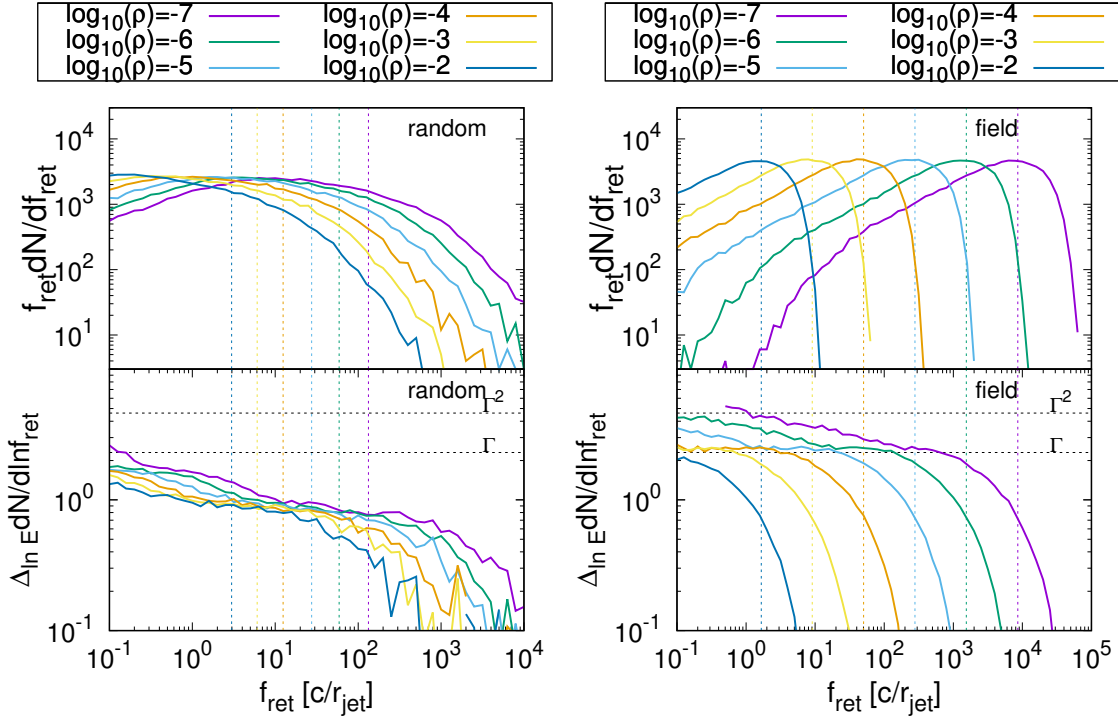 log10(ρ)=-7 log10(ρ)=-4
log10(ρ)=-6 log10(ρ)=-3
log10(ρ)=-5 log10(ρ)=-2
log10(ρ)=-7 log10(ρ)=-4
log10(ρ)=-6 log10(ρ)=-3
log10(ρ)=-5 log10(ρ)=-2
random
10^4
10^3
10^2
10^1
f_ret dN/df_ret
field
10^4
10^3
10^2
10^1
f_ret dN/df_ret
random
Γ^2
Γ
10^0
10^-1
Δ_ln E dN/dlnf_ret
10^-1 10^0 10^1 10^2 10^3 10^4
f_ret [c/r_jet]
field
Γ^2
Γ
10^0
10^-1
Δ_ln E dN/dlnf_ret
10^-1 10^0 10^1 10^2 10^3 10^4 10^5
f_ret [c/r_jet]